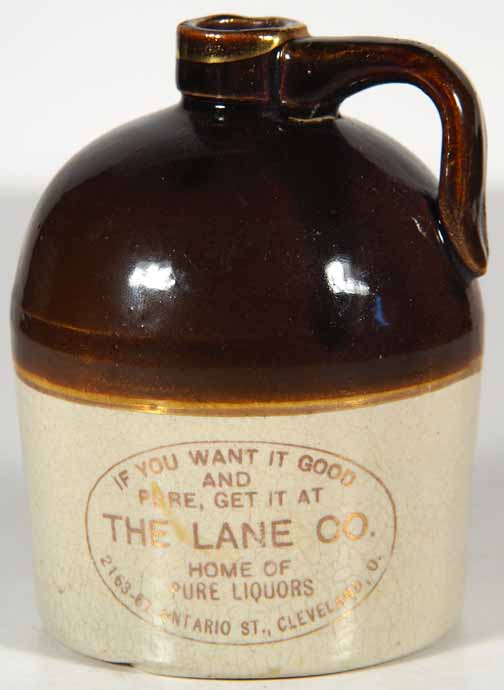 IF YOU WANT IT GOOD
AND
PURE, GET IT AT
THE LANE CO.
HOME OF
PURE LIQUORS
ONTARIO ST., CLEVELAND, O.